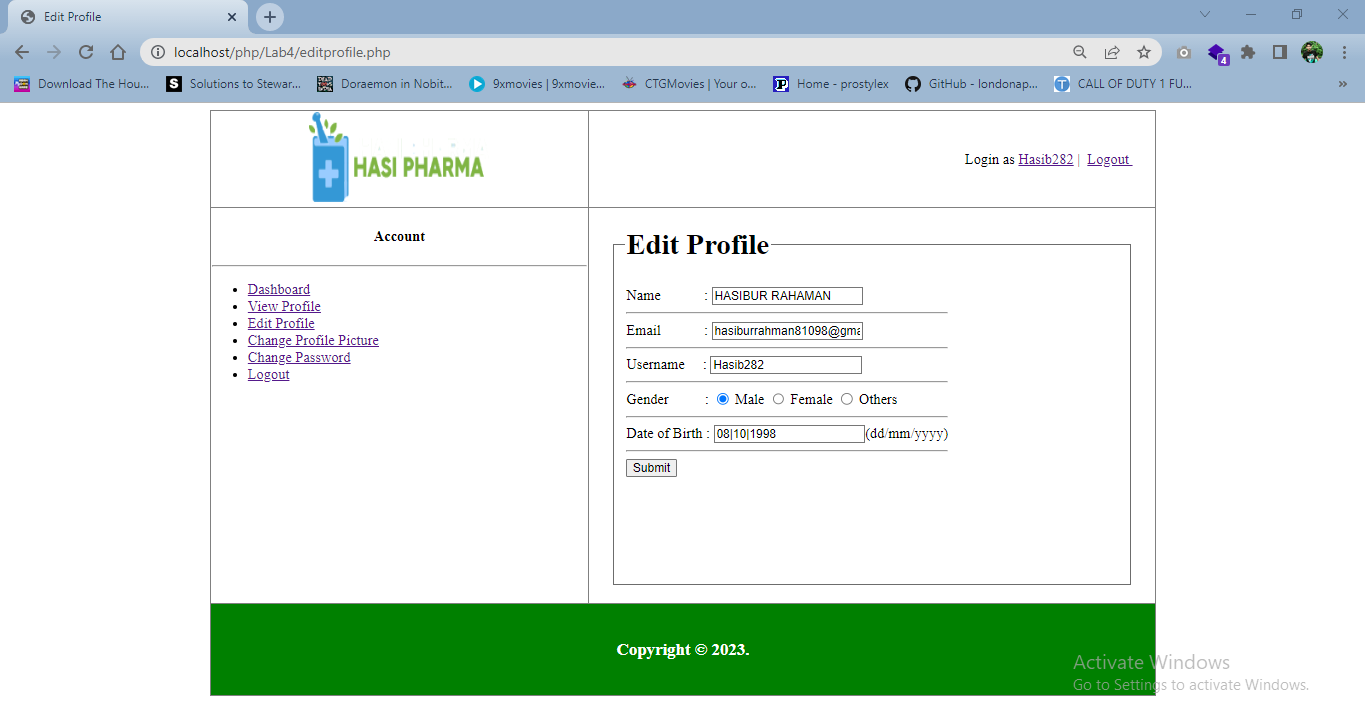 Edit Profile
localhost/php/Lab4/editprofile.php
4
Download The Hou... Solutions to Stewar... Doraemon in Nobit... 9xmovies | 9xmovie... CTGMovies | Your o... Home - prostylex GitHub - londonap... CALL OF DUTY 1 FU... »
HASI PHARMA
Login as Hasib282 | Logout
Account
Dashboard
View Profile
Edit Profile
Change Profile Picture
Change Password
Logout
Edit Profile
Name : HASIBUR RAHAMAN
Email : hasiburrahman81098@gma
Username : Hasib282
Gender : Male Female Others
Date of Birth : 08|10|1998 (dd/mm/yyyy)
Submit
Copyright © 2023.
Activate Windows
Go to Settings to activate Windows.